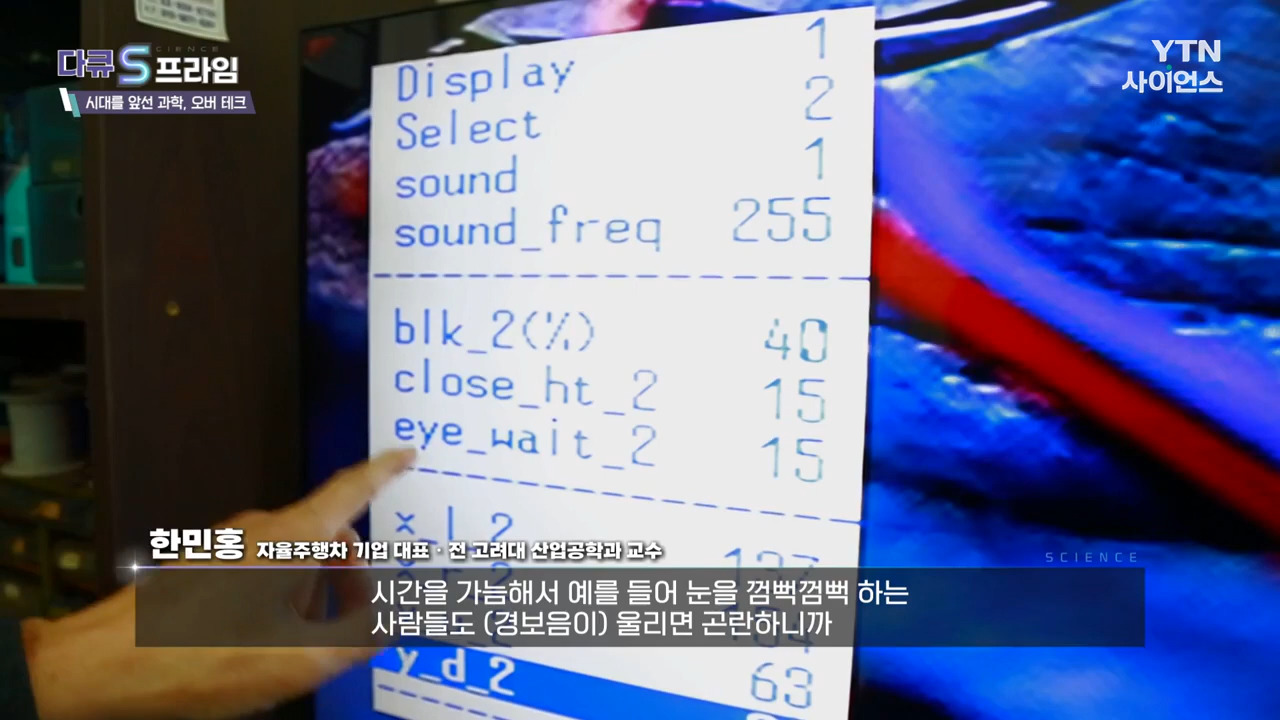 다큐 S 프라임
SCIENCE
시대를 앞선 과학, 오버 테크
YTN
사이언스
Display 1
Select 2
sound 1
sound_freq 255
blk_2(%) 40
close_ht_2 15
eye_wait_2 15
x_l_2
y_d_2 63
한민홍 자율주행차 기업 대표 · 전 고려대 산업공학과 교수
SCIENCE
시간을 가늠해서 예를 들어 눈을 껌뻑껌뻑 하는
사람들도 (경보음이) 울리면 곤란하니까